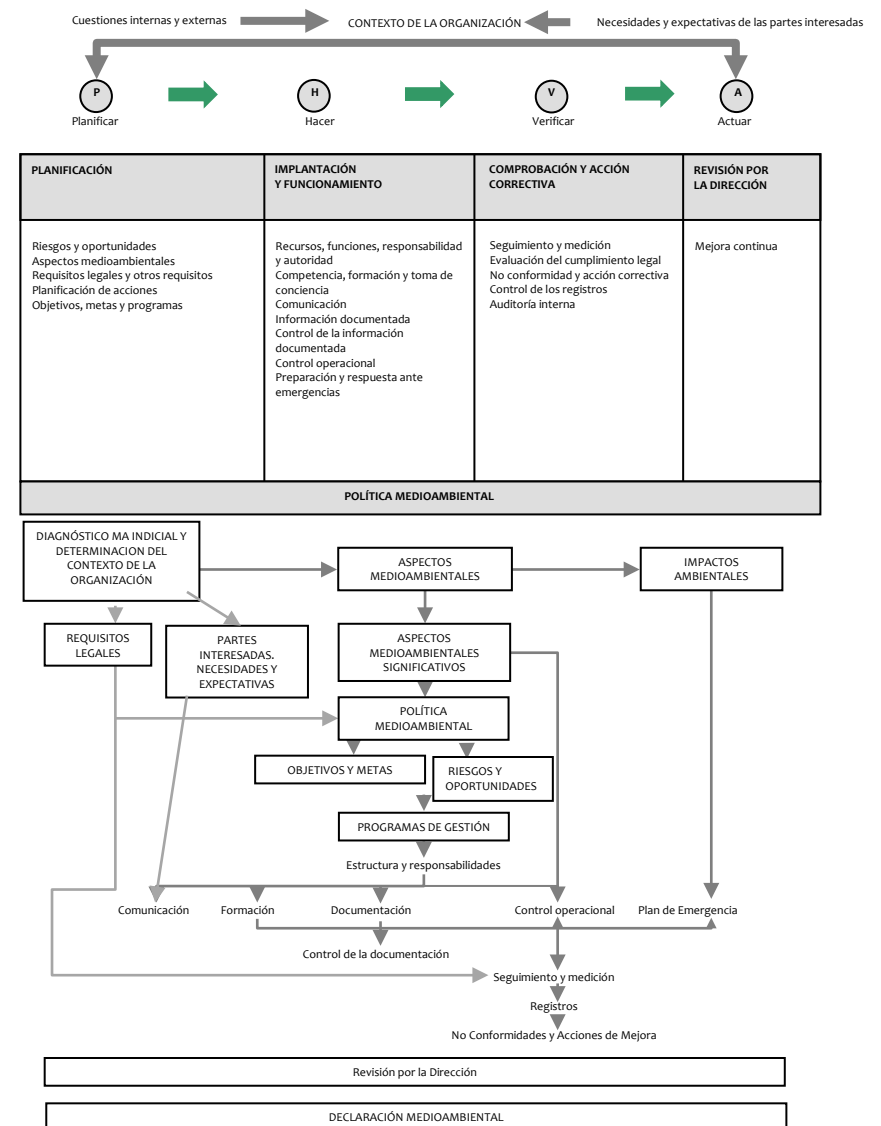 Cuestiones internas y externas
CONTEXTO DE LA ORGANIZACIÓN
Necesidades y expectativas de las partes interesadas
P
H
V
A
Planificar
Hacer
Verificar
Actuar
PLANIFICACIÓN
IMPLANTACIÓN
Y FUNCIONAMIENTO
COMPROBACIÓN Y ACCIÓN
CORRECTIVA
REVISIÓN POR
LA DIRECCIÓN
Riesgos y oportunidades
Aspectos medioambientales
Requisitos legales y otros requisitos
Planificación de acciones
Objetivos, metas y programas
Recursos, funciones, responsabilidad
y autoridad
Competencia, formación y toma de
conciencia
Comunicación
Información documentada
Control de la información
documentada
Control operacional
Preparación y respuesta ante
emergencias
Seguimiento y medición
Evaluación del cumplimiento legal
No conformidad y acción correctiva
Control de los registros
Auditoría interna
Mejora continua
POLÍTICA MEDIOAMBIENTAL
DIAGNÓSTICO MA INDICIAL Y
DETERMINACION DEL
CONTEXTO DE LA
ORGANIZACIÓN
ASPECTOS
MEDIOAMBIENTALES
IMPACTOS
AMBIENTALES
REQUISITOS
LEGALES
PARTES
INTERESADAS.
NECESIDADES Y
EXPECTATIVAS
ASPECTOS
MEDIOAMBIENTALES
SIGNIFICATIVOS
POLÍTICA
MEDIOAMBIENTAL
OBJETIVOS Y METAS
RIESGOS Y
OPORTUNIDADES
PROGRAMAS DE GESTIÓN
Estructura y responsabilidades
Comunicación
Formación
Documentación
Control operacional
Plan de Emergencia
Control de la documentación
Seguimiento y medición
Registros
No Conformidades y Acciones de Mejora
Revisión por la Dirección
DECLARACIÓN MEDIOAMBIENTAL